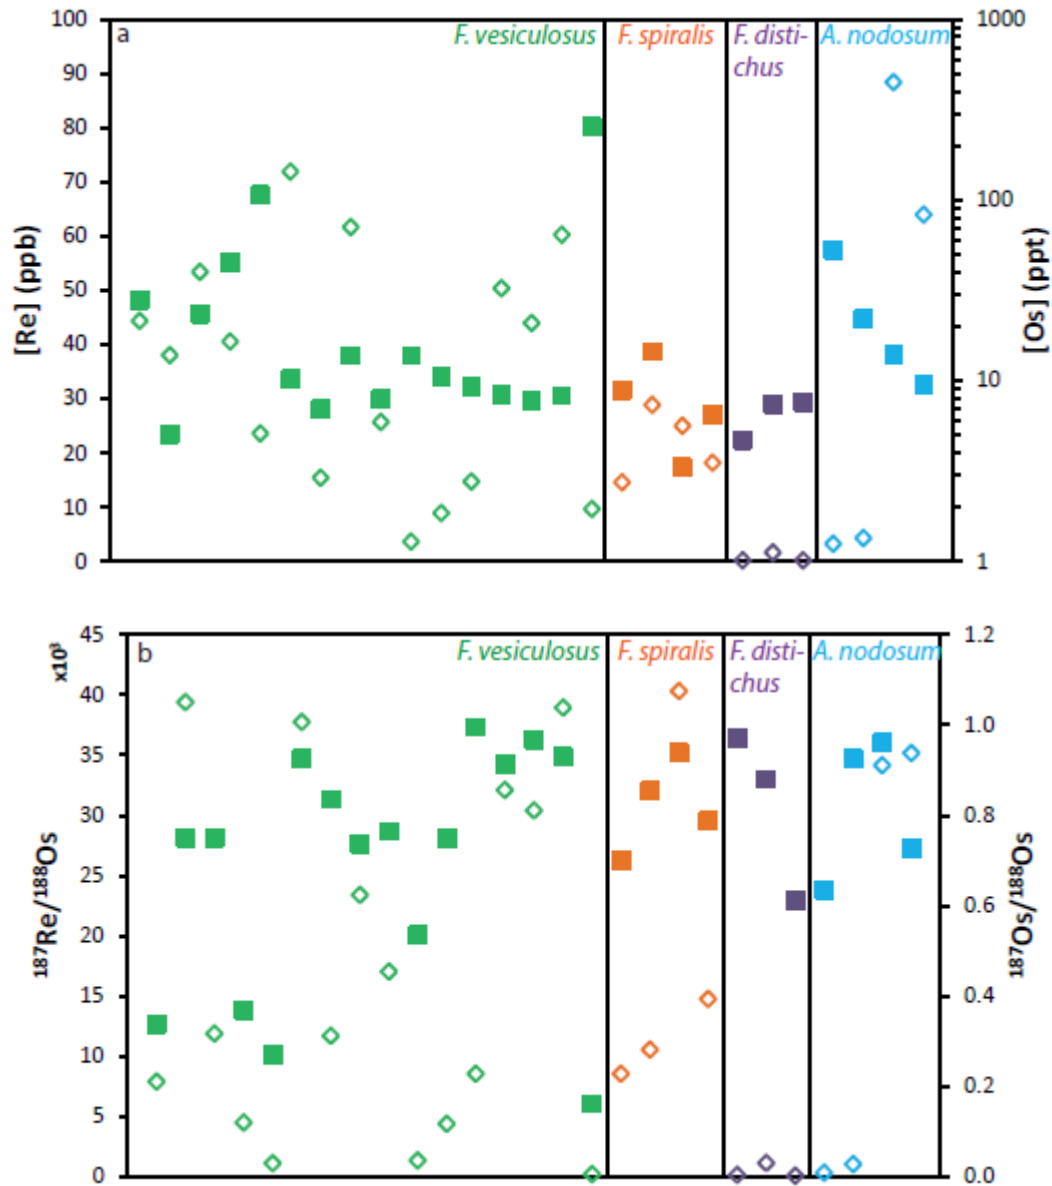 100
90
80
70
60
50
40
30
20
10
0
[Re] (ppb)
a
F. vesiculosus
F. spiralis
F. disti-
chus
A. nodosum
1000
100
10
1
[Os] (ppt)
x10³
45
40
35
30
25
20
15
10
5
0
¹⁸⁷Re/¹⁸⁸Os
b
F. vesiculosus
F. spiralis
F. disti-
chus
A. nodosum
1.2
1.0
0.8
0.6
0.4
0.2
0.0
¹⁸⁷Os/¹⁸⁸Os